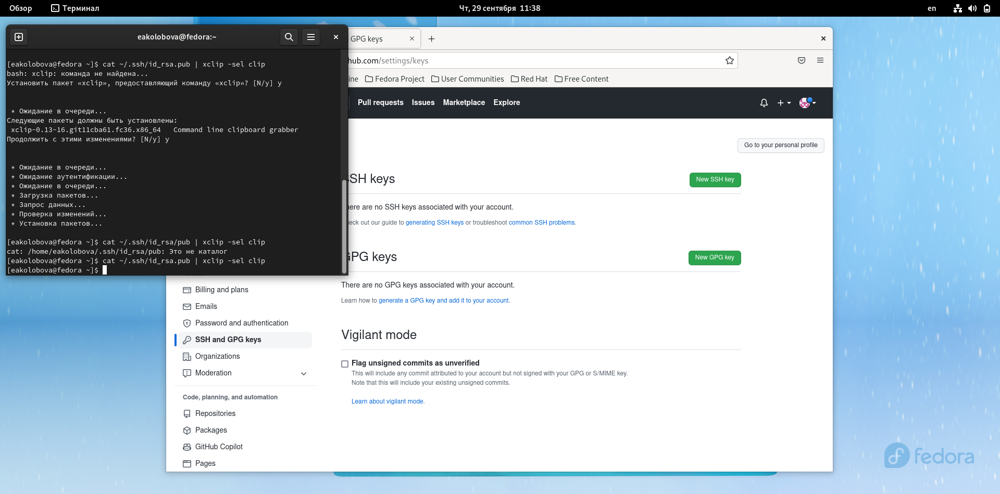 Обзор
Терминал
Чт, 29 сентября 11:38
en
eakolobova@fedora:~
[eakolobova@fedora ~]$ cat ~/.ssh/id_rsa.pub | xclip -sel clip
bash: xclip: команда не найдена...
Установить пакет «xclip», предоставляющий команду «xclip»? [N/y] y
* Ожидание в очереди...
Следующие пакеты должны быть установлены:
xclip-0.13-16.git11cba61.fc36.x86_64   Command line clipboard grabber
Продолжить с этими изменениями? [N/y] y
* Ожидание в очереди...
* Ожидание аутентификации...
* Ожидание в очереди...
* Загрузка пакетов...
* Запрос данных...
* Проверка изменений...
* Установка пакетов...
[eakolobova@fedora ~]$ cat ~/.ssh/id_rsa/pub | xclip -sel clip
cat: /home/eakolobova/.ssh/id_rsa/pub: Это не каталог
[eakolobova@fedora ~]$ cat ~/.ssh/id_rsa.pub | xclip -sel clip
[eakolobova@fedora ~]$
GPG keys
hub.com/settings/keys
Fedora Project
User Communities
Red Hat
Free Content
Pull requests
Issues
Marketplace
Explore
Go to your personal profile
SSH keys
New SSH key
here are no SSH keys associated with your account.
eck out our guide to generating SSH keys or troubleshoot common SSH problems.
GPG keys
New GPG key
There are no GPG keys associated with your account.
Learn how to generate a GPG key and add it to your account.
Vigilant mode
Flag unsigned commits as unverified
This will include any commit attributed to your account but not signed with your GPG or S/MIME key.
Note that this will include your existing unsigned commits.
Learn about vigilant mode.
Billing and plans
Emails
Password and authentication
SSH and GPG keys
Organizations
Moderation
Code, planning, and automation
Repositories
Packages
GitHub Copilot
Pages
fedora